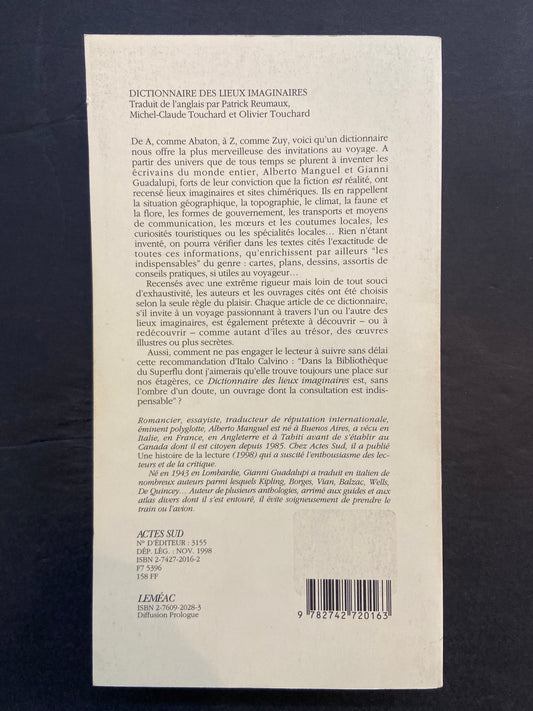 DICTIONNAIRE DES LIEUX IMAGINAIRES
Traduit de l'anglais par Patrick Reumaux,
Michel-Claude Touchard et Olivier Touchard
De A, comme Abaton, à Z, comme Zuy, voici qu'un dictionnaire
nous offre la plus merveilleuse des invitations au voyage. A
partir des univers que de tous temps se plurent à inventer les
écrivains du monde entier, Alberto Manguel et Gianni
Guadalupi, forts de leur conviction que la fiction est réalité, ont
recensé lieux imaginaires et sites chimériques. Ils en rappellent
la situation géographique, la topographie, le climat, la faune et
la flore, les formes de gouvernement, les transports et moyens
de communication, les mœurs et les coutumes locales, les
curiosités touristiques ou les spécialités locales... Rien n'étant
inventé, on pourra vérifier dans les textes cités l'exactitude de
toutes ces informations, qu'enrichissent par ailleurs "les
indispensables" du genre : cartes, plans, dessins, assortis de
conseils pratiques, si utiles au voyageur...
Recensés avec une extrême rigueur mais loin de tout souci
d'exhaustivité, les auteurs et les ouvrages cités ont été choisis
selon la seule règle du plaisir. Chaque article de ce dictionnaire,
s'il invite à un voyage passionnant à travers l'un ou l'autre des
lieux imaginaires, est également prétexte à découvrir – ou à
redécouvrir – comme autant d'îles au trésor, des œuvres
illustres ou plus secrètes.
Aussi, comment ne pas engager le lecteur à suivre sans délai
cette recommandation d'Italo Calvino : "Dans la Bibliothèque
du Superflu dont j'aimerais qu'elle trouve toujours une place sur
nos étagères, ce Dictionnaire des lieux imaginaires est, sans
l'ombre d'un doute, un ouvrage dont la consultation est indis-
pensable" ?
Romancier, essayiste, traducteur de réputation internationale,
éminent polyglotte, Alberto Manguel est né à Buenos Aires, a vécu en
Italie, en France, en Angleterre et à Tahiti avant de s'établir au
Canada dont il est citoyen depuis 1985. Chez Actes Sud, il a publié
Une histoire de la lecture (1998) qui a suscité l'enthousiasme des lec-
teurs et de la critique.
Né en 1943 en Lombardie, Gianni Guadalupi a traduit en italien de
nombreux auteurs parmi lesquels Kipling, Borges, Vian, Balzac, Wells,
De Quincey... Auteur de plusieurs anthologies, arrimé aux guides et aux
atlas divers dont il s'est entouré, il évite soigneusement de prendre le
train ou l'avion.
ACTES SUD
N° D'ÉDITEUR : 3155
DÉP. LÉG. : NOV. 1998
ISBN 2-7427-2016-2
F7 5396
158 FF
LEMÉAC
ISBN 2-7609-2028-3
Diffusion Prologue
9 782742 720163